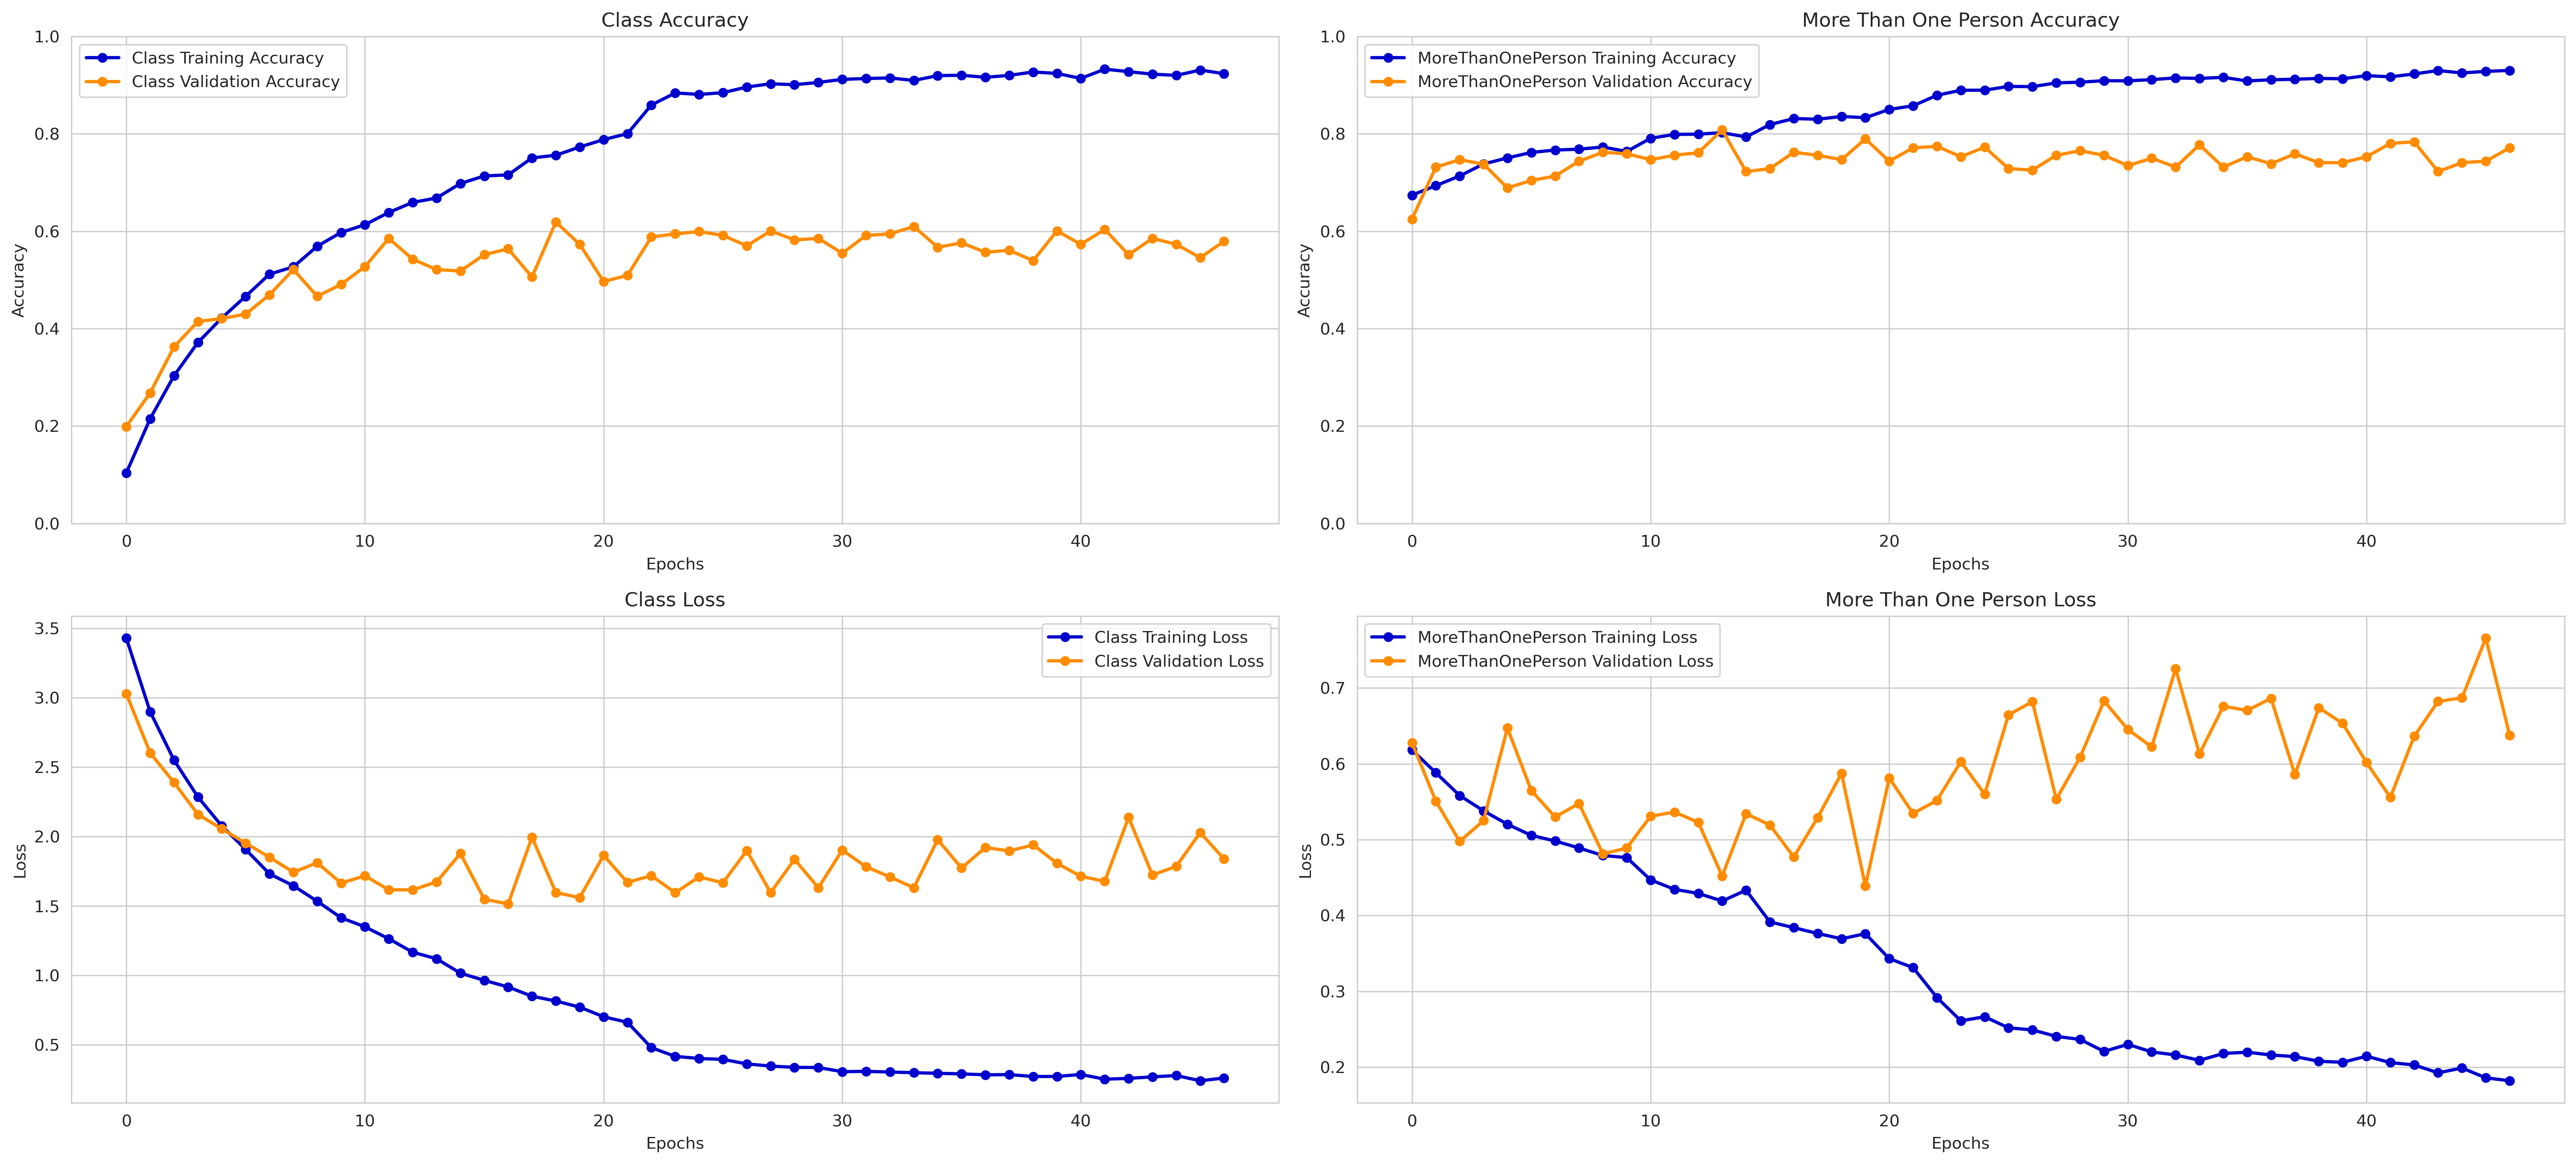 Class Accuracy
Class Training Accuracy
Class Validation Accuracy
1.0
0.8
0.6
0.4
0.2
0.0
Accuracy
0 10 20 30 40
Epochs
More Than One Person Accuracy
MoreThanOnePerson Training Accuracy
MoreThanOnePerson Validation Accuracy
1.0
0.8
0.6
0.4
0.2
0.0
Accuracy
0 10 20 30 40
Epochs
Class Loss
Class Training Loss
Class Validation Loss
3.5
3.0
2.5
2.0
1.5
1.0
0.5
Loss
0 10 20 30 40
Epochs
More Than One Person Loss
MoreThanOnePerson Training Loss
MoreThanOnePerson Validation Loss
0.7
0.6
0.5
0.4
0.3
0.2
Loss
0 10 20 30 40
Epochs